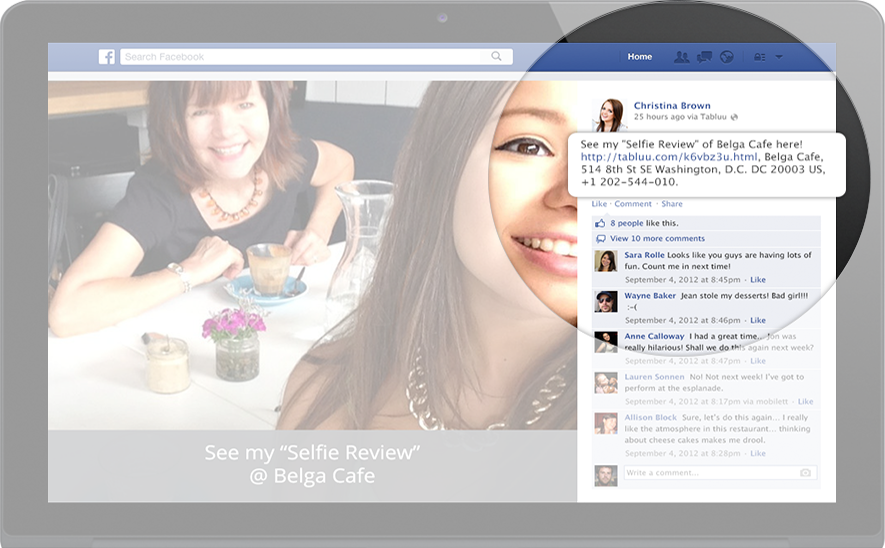 f Search Facebook Home
Christina Brown
25 hours ago via Tabluu
See my "Selfie Review" of Belga Cafe here!
http://tabluu.com/k6vbz3u.html, Belga Cafe,
514 8th St SE Washington, D.C. DC 20003 US,
+1 202-544-010.
Like · Comment · Share
8 people like this.
View 10 more comments
Sara Rolle Looks like you guys are having lots of
fun. Count me in next time!
September 4, 2012 at 8:45pm · Like
Wayne Baker Jean stole my desserts! Bad girl!!!
:-(
September 4, 2012 at 8:46pm · Like
Anne Calloway I had a great time.. Jon was
really hilarious! Shall we do this again next week?
September 4, 2012 at 8:47pm · Like
Lauren Sonnen No! Not next week! I've got to
perform at the esplanade.
September 4, 2012 at 8:17pm via mobilett · Like
Allison Block Sure, let's do this again... I really
like the atmosphere in this restaurant... thinking
about cheese cakes makes me drool.
September 4, 2012 at 8:28pm · Like
Write a comment...
See my “Selfie Review”
@ Belga Cafe